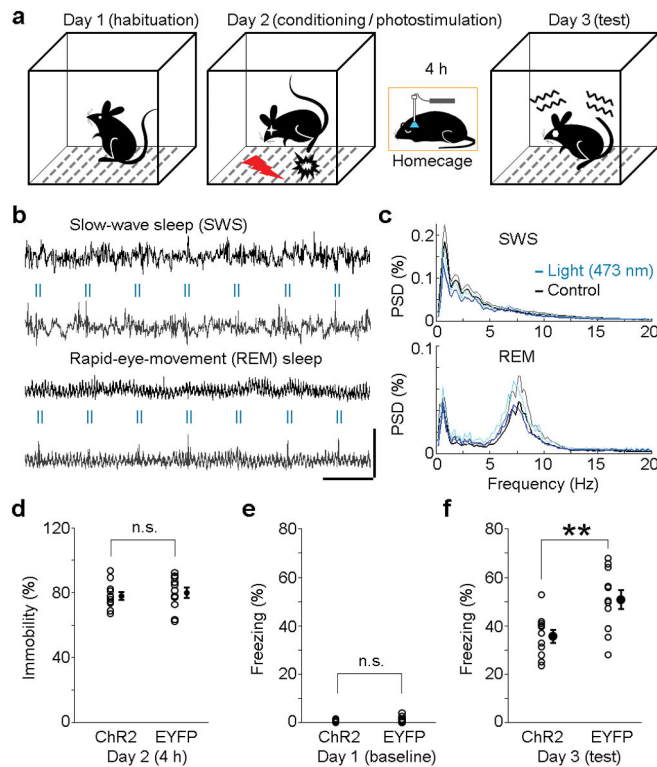 a
Day 1 (habituation)
Day 2 (conditioning / photostimulation)
Day 3 (test)
4 h
Homecage
b
Slow-wave sleep (SWS)
Rapid-eye-movement (REM) sleep
c
0.2
0.1
0
PSD (%)
SWS
Light (473 nm)
Control
0.1
0
PSD (%)
REM
0 5 10 15 20
Frequency (Hz)
d
120
80
40
0
Immobility (%)
n.s.
ChR2 EYFP
Day 2 (4 h)
e
80
60
40
20
0
Freezing (%)
n.s.
ChR2 EYFP
Day 1 (baseline)
f
80
60
40
20
0
Freezing (%)
**
ChR2 EYFP
Day 3 (test)